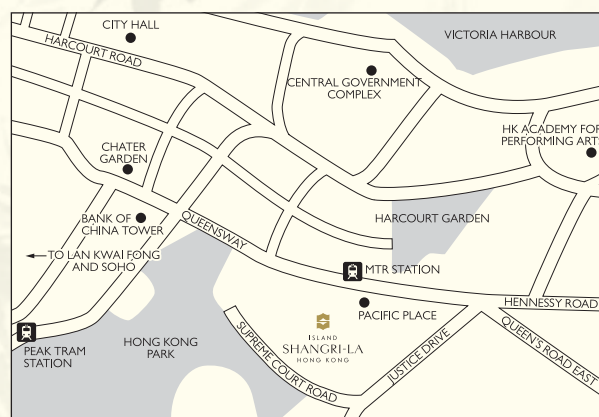 CITY HALL
VICTORIA HARBOUR
HARCOURT ROAD
CENTRAL GOVERNMENT
COMPLEX
HK ACADEMY FOR
PERFORMING ARTS
CHATER
GARDEN
BANK OF
CHINA TOWER
QUEENSWAY
HARCOURT GARDEN
TO LAN KWAI FONG
AND SOHO
MTR STATION
HENNESSY ROAD
PACIFIC PLACE
ISLAND
SHANGRI-LA
HONG KONG
HONG KONG
PARK
PEAK TRAM
STATION
SUPREME COURT ROAD
JUSTICE DRIVE
QUEEN'S ROAD EAST